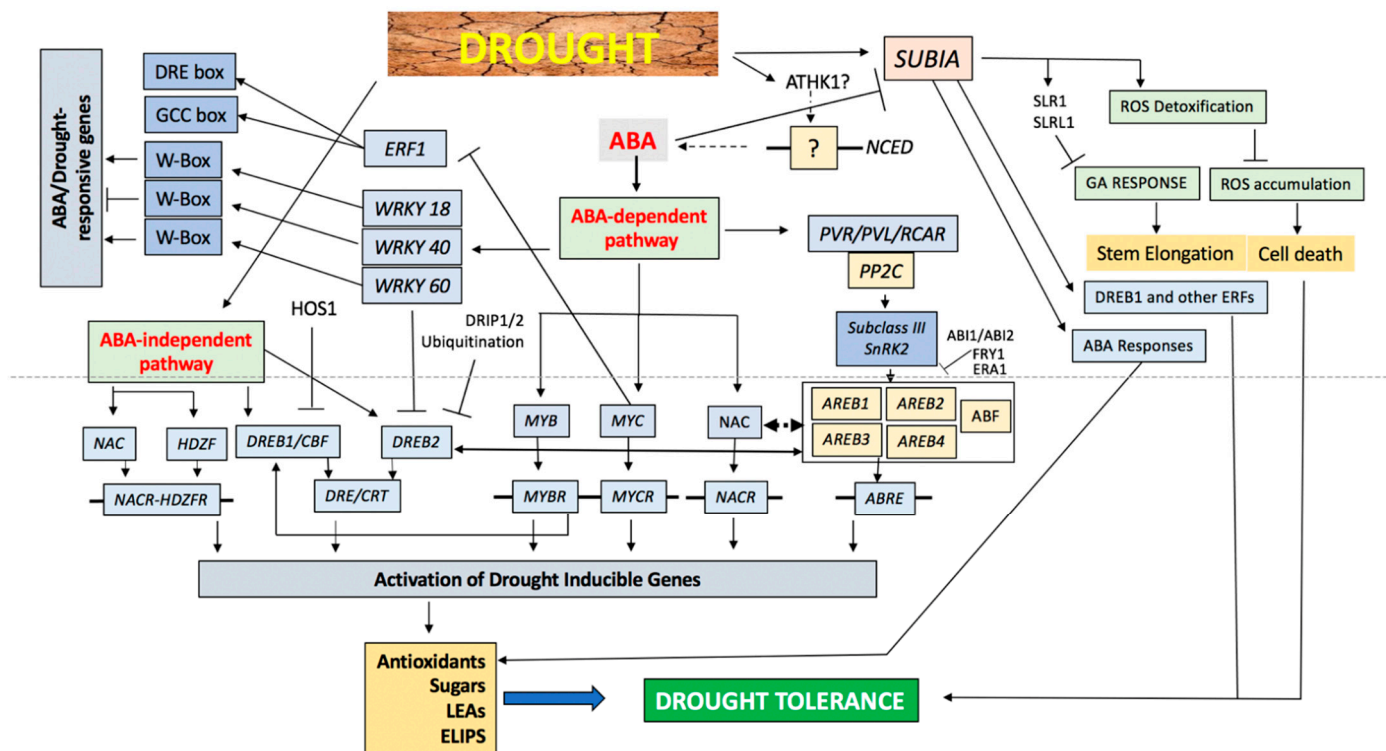 DROUGHT
SUBIA
ATHK1?
SLR1
SLRL1
ROS Detoxification
ABA/Drought-
responsive genes
DRE box
GCC box
W-Box
W-Box
W-Box
ERF1
WRKY 18
WRKY 40
WRKY 60
ABA
?
NCED
GA RESPONSE
ROS accumulation
ABA-dependent
pathway
PVR/PVL/RCAR
PP2C
Stem Elongation
Cell death
HOS1
DRIP1/2
Ubiquitination
Subclass III
SnRK2
ABI1/ABI2
FRY1
ERA1
DREB1 and other ERFs
ABA Responses
ABA-independent
pathway
NAC
HDZF
DREB1/CBF
DREB2
MYB
MYC
NAC
AREB1
AREB2
ABF
AREB3
AREB4
NACR-HDZFR
DRE/CRT
MYBR
MYCR
NACR
ABRE
Activation of Drought Inducible Genes
Antioxidants
Sugars
LEAs
ELIPS
DROUGHT TOLERANCE